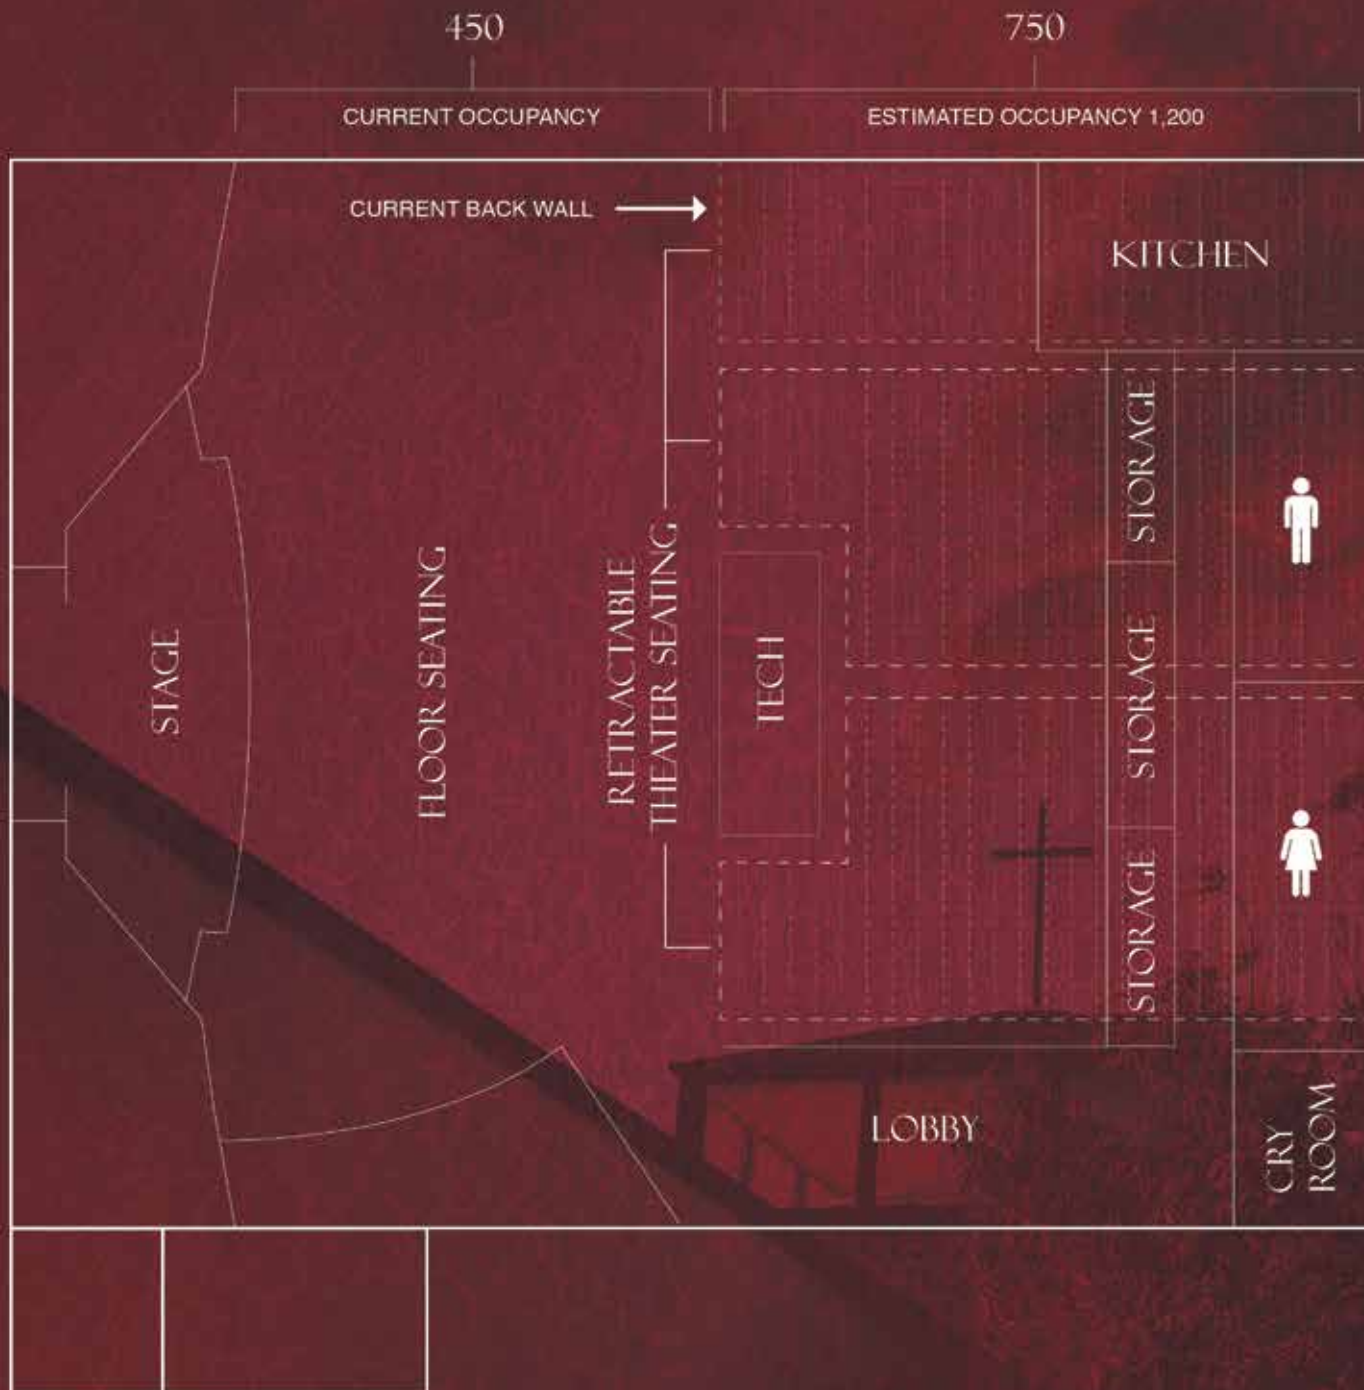 450
750
CURRENT OCCUPANCY
ESTIMATED OCCUPANCY 1,200
CURRENT BACK WALL
KITCHEN
STORAGE
STAGE
FLOOR SEATING
RETRACTABLE
THEATER SEATING
TECH
STORAGE
STORAGE
LOBBY
CRY
ROOM